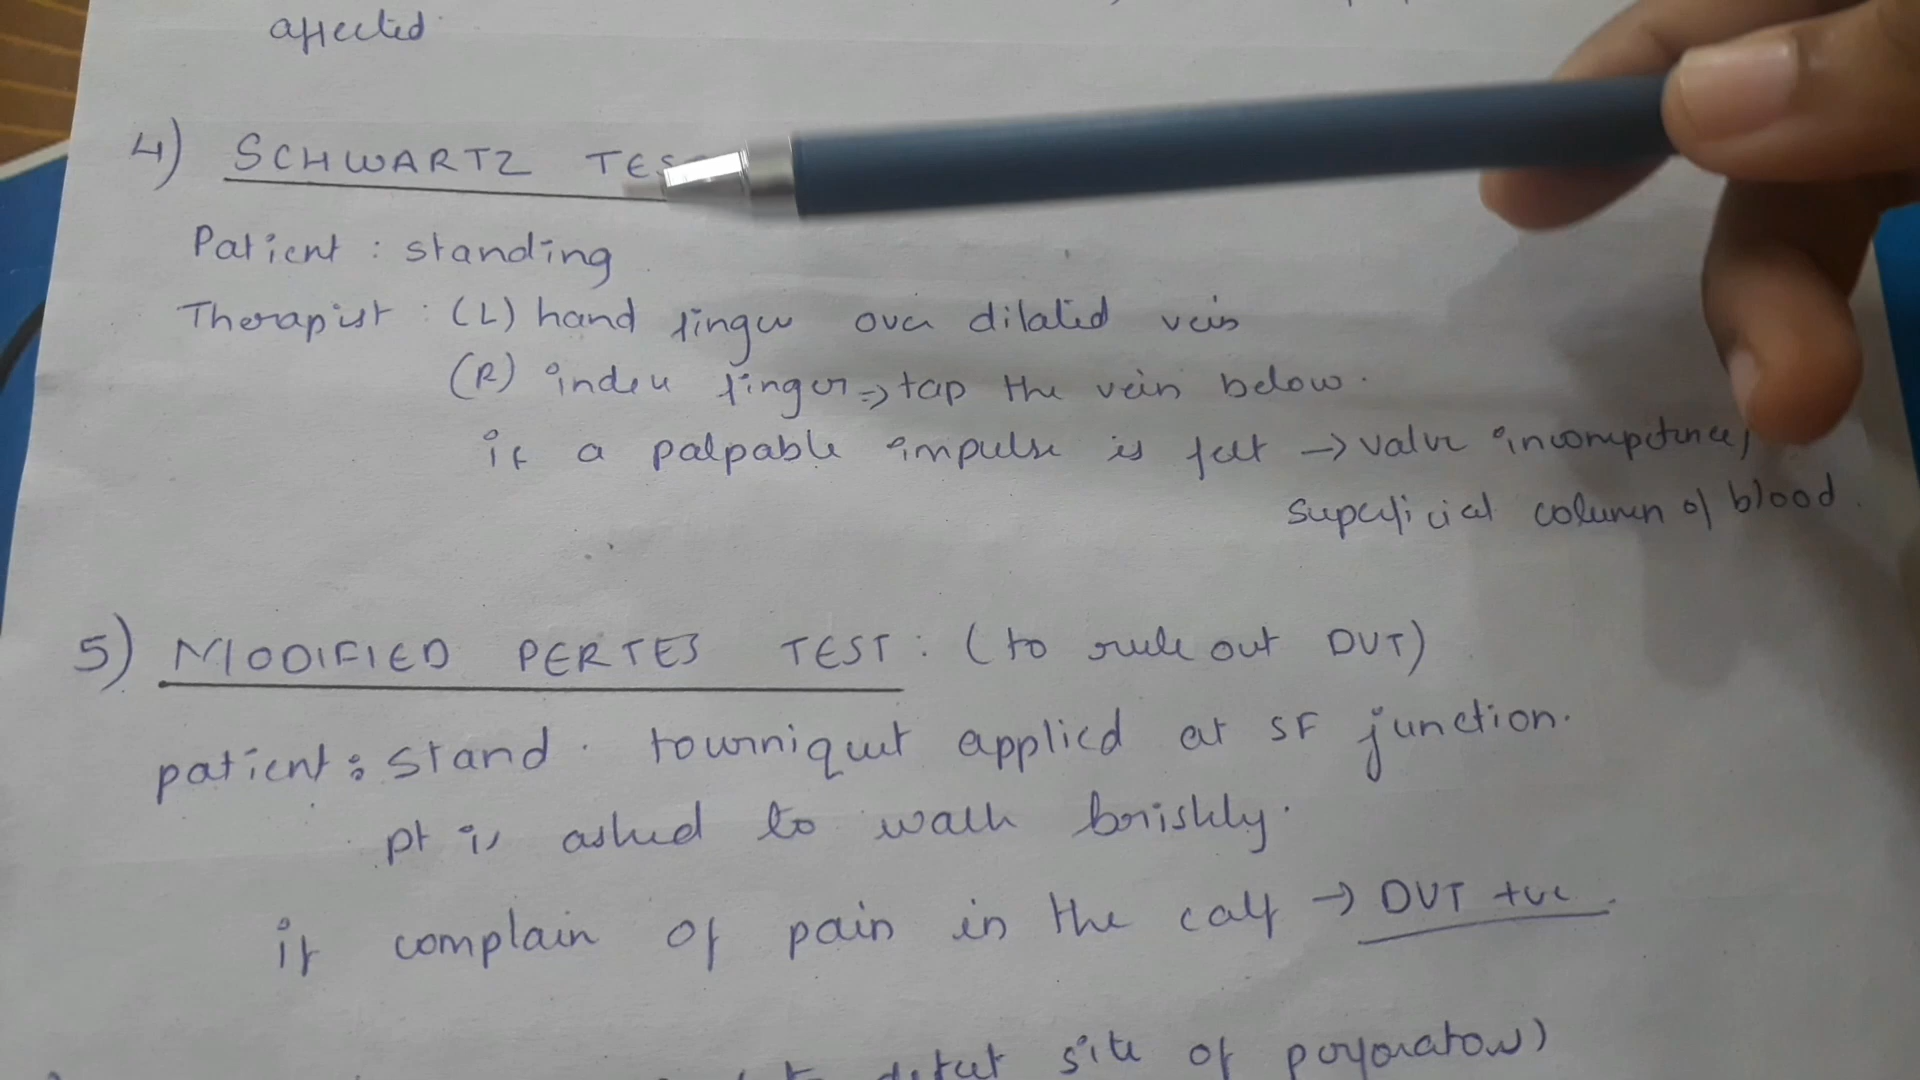 affected
4) SCHWARTZ TES
Patient : standing
Therapist : (L) hand finger over dilated vein
(R) index finger => tap the vein below.
if a palpable impulse is felt → valve incompetence,
superficial column of blood.
5) MODIFIED PERTES TEST : (to rule out DVT)
patient : stand . tourniquet applied at SF junction.
pt is asked to walk briskly.
if complain of pain in the calf → DVT +ve.
detect site of perforators)